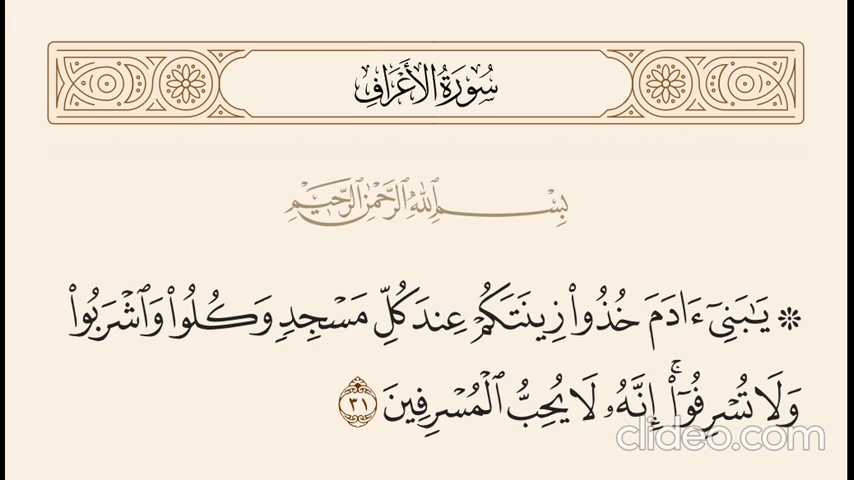 سُورَةُ الأَعْرَافِ
بِسْمِ ٱللَّهِ ٱلرَّحْمَٰنِ ٱلرَّحِيمِ
۞ يَٰبَنِىٓ ءَادَمَ خُذُوا۟ زِينَتَكُمْ عِندَ كُلِّ مَسْجِدٍ وَكُلُوا۟ وَٱشْرَبُوا۟
وَلَا تُسْرِفُوٓا۟ ۚ إِنَّهُۥ لَا يُحِبُّ ٱلْمُسْرِفِينَ ٣١
clideo.com